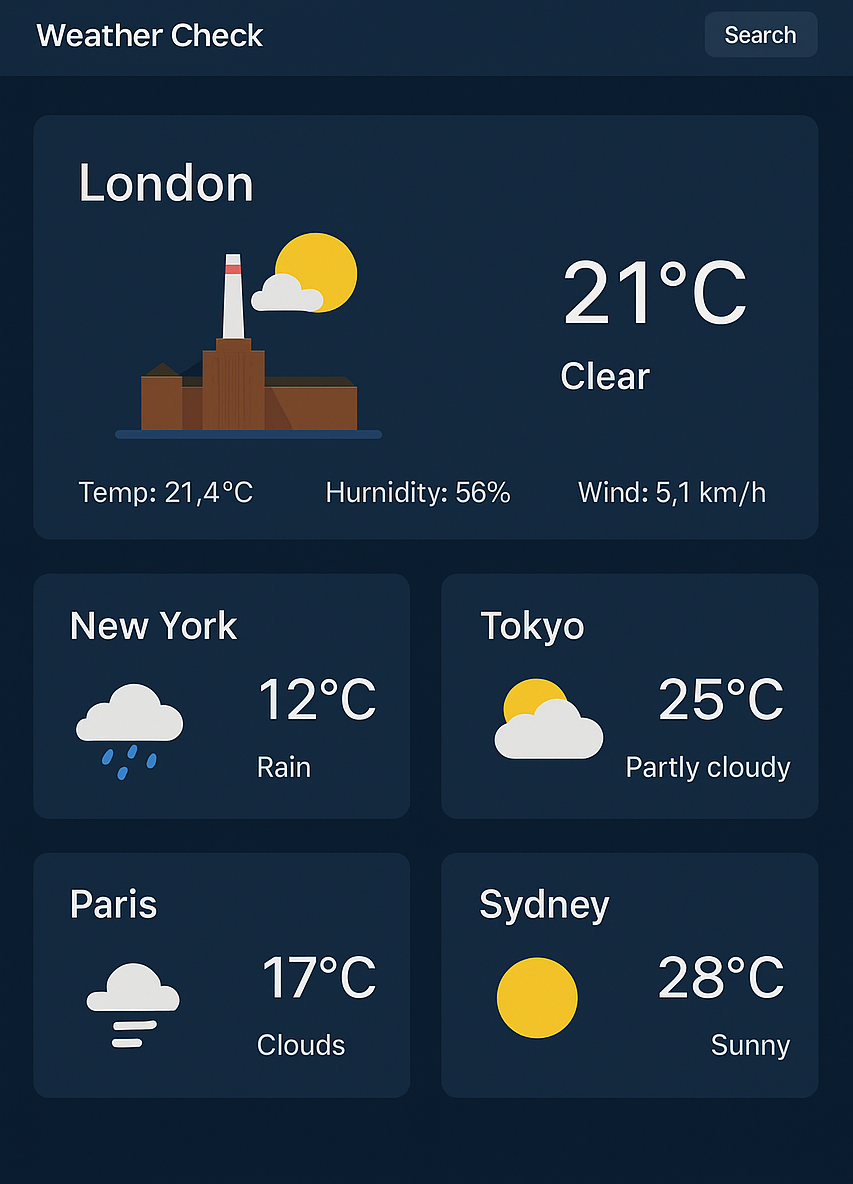 Weather Check
Search
London
21°C
Clear
Temp: 21,4°C Hurnidity: 56% Wind: 5,1 km/h
New York
12°C
Rain
Tokyo
25°C
Partly cloudy
Paris
17°C
Clouds
Sydney
28°C
Sunny